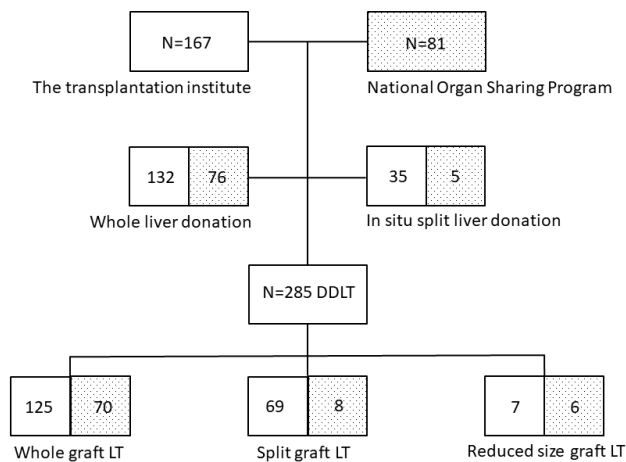 N=167
N=81
The transplantation institute
National Organ Sharing Program
132 76
35 5
Whole liver donation
In situ split liver donation
N=285 DDLT
125 70
69 8
7 6
Whole graft LT
Split graft LT
Reduced size graft LT